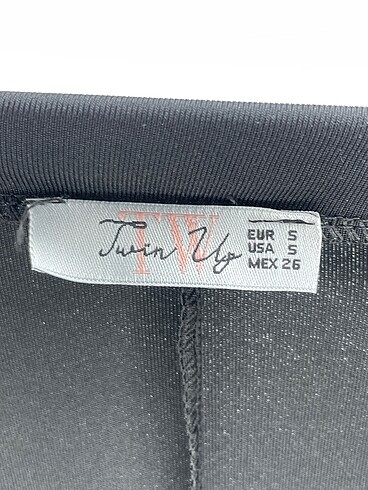 TW
Twin Up
EUR S
USA S
MEX 26